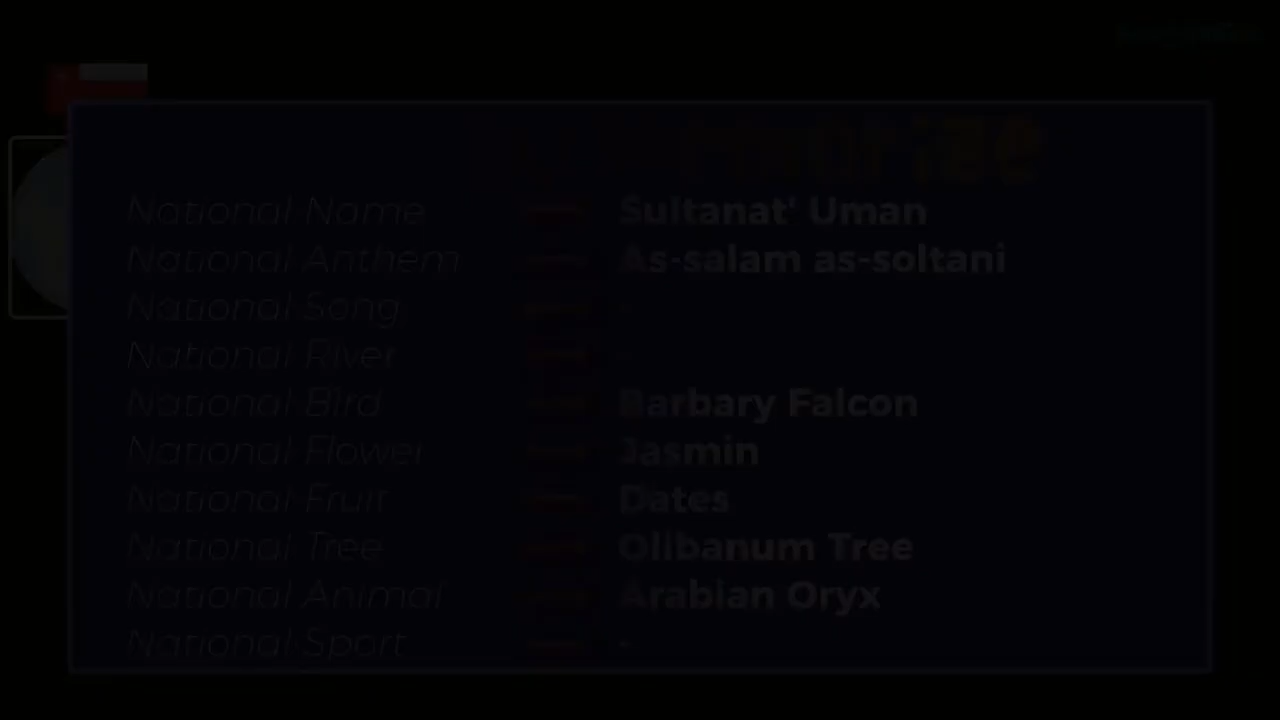 National Name — Sultanat' Uman
National Anthem — As-salam as-soltani
National Song — -
National River — -
National Bird — Barbary Falcon
National Flower — Jasmin
National Fruit — Dates
National Tree — Olibanum Tree
National Animal — Arabian Oryx
National Sport — -